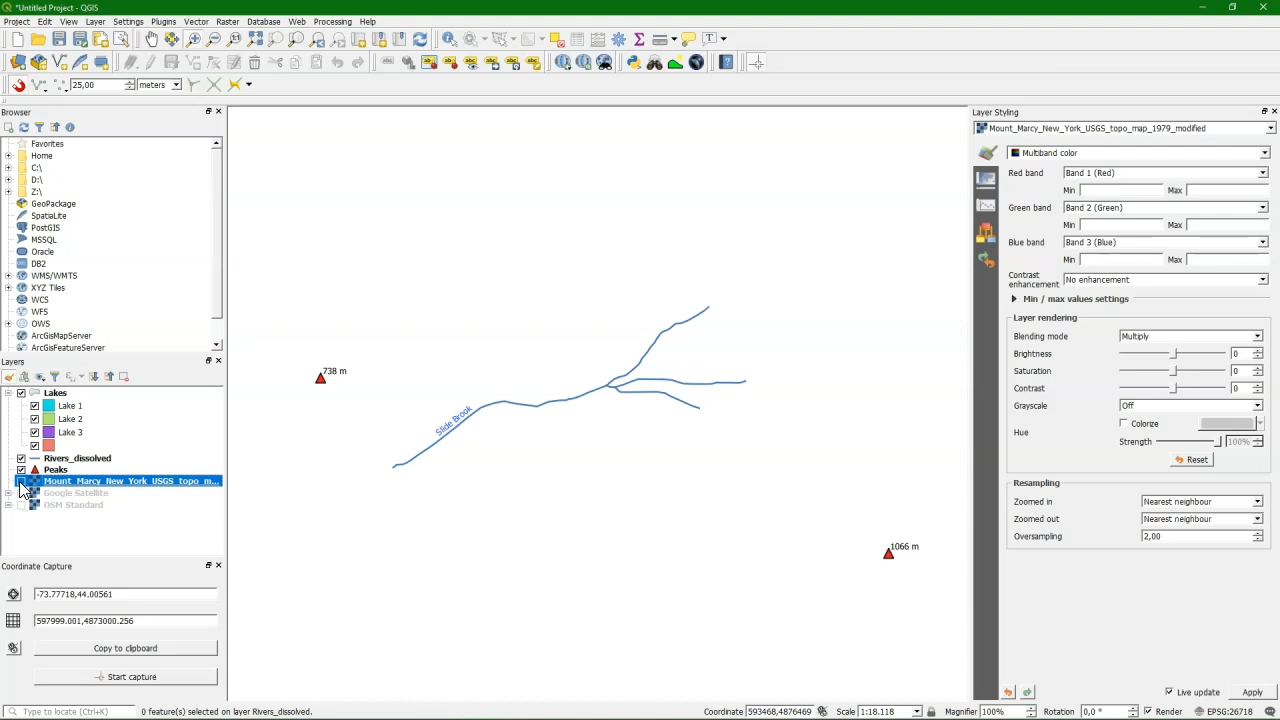 *Untitled Project - QGIS
Project Edit View Layer Settings Plugins Vector Raster Database Web Processing Help
25,00 meters
Browser
Favorites
Home
C:\
D:\
Z:\
GeoPackage
SpatiaLite
PostGIS
MSSQL
Oracle
DB2
WMS/WMTS
XYZ Tiles
WCS
WFS
OWS
ArcGisMapServer
ArcGisFeatureServer
Layers
Lakes
Lake 1
Lake 2
Lake 3
Rivers_dissolved
Peaks
Mount_Marcy_New_York_USGS_topo_m...
Google Satellite
OSM Standard
Coordinate Capture
-73.77718,44.00561
597999.001,4873000.256
Copy to clipboard
Start capture
738 m
Slide Brook
1066 m
Layer Styling
Mount_Marcy_New_York_USGS_topo_map_1979_modified
Multiband color
Red band Band 1 (Red)
Min Max
Green band Band 2 (Green)
Min Max
Blue band Band 3 (Blue)
Min Max
Contrast enhancement No enhancement
Min / max values settings
Layer rendering
Blending mode Multiply
Brightness 0
Saturation 0
Contrast 0
Grayscale Off
Hue Colorize
Strength 100%
Reset
Resampling
Zoomed in Nearest neighbour
Zoomed out Nearest neighbour
Oversampling 2,00
Live update Apply
Type to locate (Ctrl+K) 0 feature(s) selected on layer Rivers_dissolved. Coordinate 593468,4876469 Scale 1:18.118 Magnifier 100% Rotation 0,0 ° Render EPSG:26718